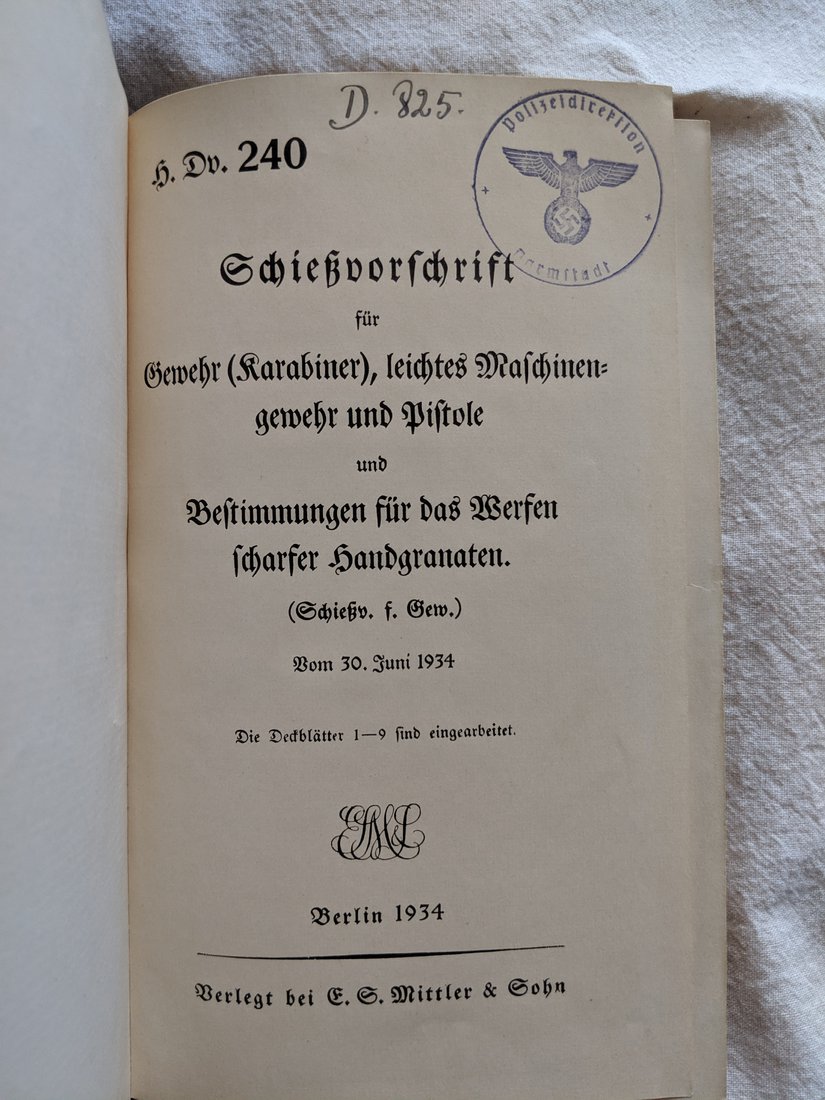 D. 825.
Polizeidirektion
Darmstadt
H. Dv. 240
Schießvorschrift
für
Gewehr (Karabiner), leichtes Maschinen=
gewehr und Pistole
und
Bestimmungen für das Werfen
scharfer Handgranaten.
(Schießv. f. Gew.)
Vom 30. Juni 1934
Die Deckblätter 1—9 sind eingearbeitet.
Berlin 1934
Verlegt bei E. S. Mittler & Sohn